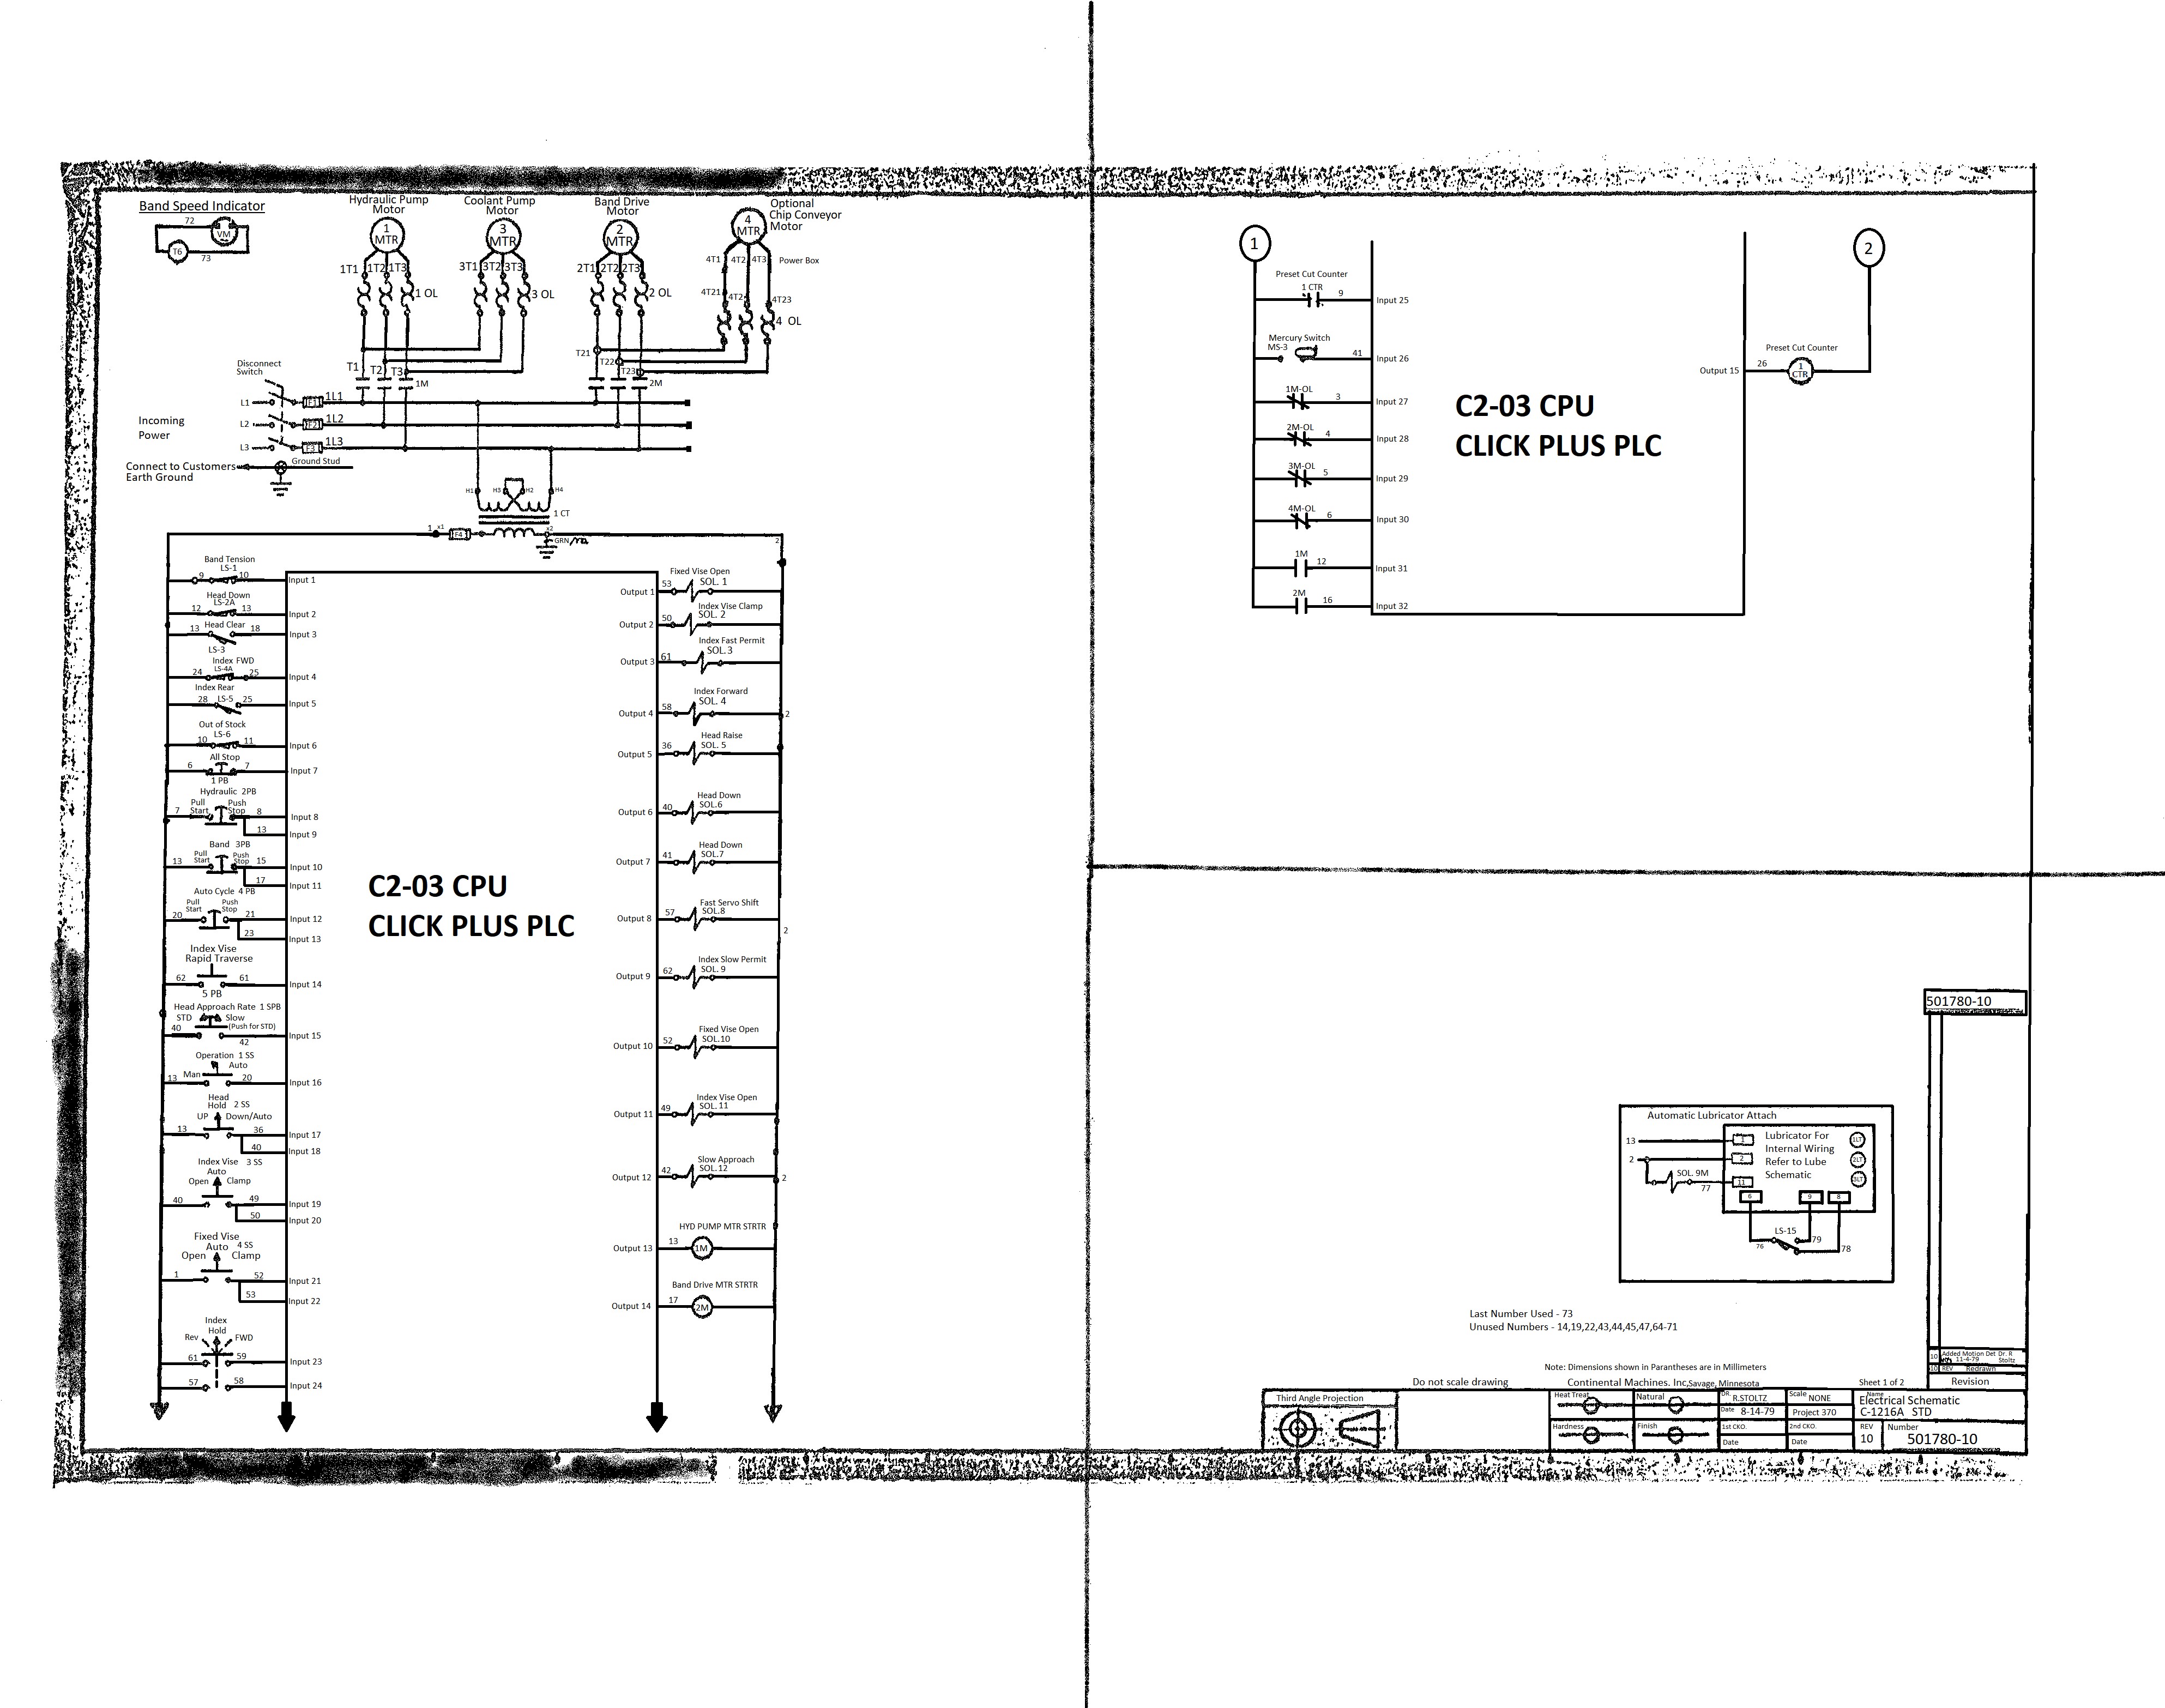 Band Speed Indicator
72
VM
T6
73
Hydraulic Pump
Motor
1
MTR
1T1 1T2 1T3
1 OL
Coolant Pump
Motor
3
MTR
3T1 3T2 3T3
3 OL
Band Drive
Motor
2
MTR
2T1 2T2 2T3
2 OL
Optional
Chip Conveyor
Motor
4
MTR
4T1 4T2 4T3
Power Box
4T21 4T2 4T23
4 OL
T1 T2 T3 1M
T21
T22
T23
2M
Disconnect
Switch
L1 F1 1L1
Incoming
Power
L2 F2 1L2
L3 F3 1L3
Ground Stud
Connect to Customers
Earth Ground
H1 H3 H2 H4
1 CT
1 x1 F4 x2
GRN
2
Band Tension
LS-1
9 10 Input 1
Head Down
LS-2A
12 13 Input 2
Head Clear
13 18 Input 3
LS-3
Index FWD
LS-4A
24 25 Input 4
Index Rear
28 LS-5 25 Input 5
Out of Stock
LS-6
10 11 Input 6
All Stop
6 7 Input 7
1 PB
Hydraulic 2PB
Pull Push
Start Stop
7 8 Input 8
13 Input 9
Band 3PB
Pull Push
Start Stop
13 15 Input 10
17 Input 11
Auto Cycle 4 PB
Pull Push
Start Stop
20 21 Input 12
23 Input 13
Index Vise
Rapid Traverse
62 61 Input 14
5 PB
Head Approach Rate 1 SPB
STD Slow
(Push for STD)
40 Input 15
42
Operation 1 SS
Auto
Man
13 20 Input 16
Head
Hold 2 SS
UP Down/Auto
13 36 Input 17
40 Input 18
Index Vise 3 SS
Auto
Open Clamp
40 49 Input 19
50 Input 20
Fixed Vise
Auto 4 SS
Open Clamp
1 52 Input 21
53 Input 22
Index
Hold
Rev FWD
61 59 Input 23
57 58 Input 24
C2-03 CPU
CLICK PLUS PLC
Fixed Vise Open
Output 1 53 SOL. 1
Index Vise Clamp
Output 2 50 SOL. 2
Index Fast Permit
Output 3 61 SOL.3
Index Forward
Output 4 58 SOL. 4
2
Head Raise
Output 5 36 SOL. 5
Head Down
Output 6 40 SOL.6
Head Down
Output 7 41 SOL.7
Fast Servo Shift
Output 8 57 SOL.8
2
Index Slow Permit
Output 9 62 SOL. 9
Fixed Vise Open
Output 10 52 SOL.10
Index Vise Open
Output 11 49 SOL. 11
Slow Approach
Output 12 42 SOL.12
2
HYD PUMP MTR STRTR
Output 13 13 1M
Band Drive MTR STRTR
Output 14 17 2M
1
2
Preset Cut Counter
1 CTR
9 Input 25
Mercury Switch
MS-3
41 Input 26
1M-OL
3 Input 27
2M-OL
4 Input 28
3M-OL
5 Input 29
4M-OL
6 Input 30
1M
12 Input 31
2M
16 Input 32
C2-03 CPU
CLICK PLUS PLC
Preset Cut Counter
Output 15 26 1 CTR
501780-10
Automatic Lubricator Attach
13 1
2 2
SOL. 9M
77 11
Lubricator For
Internal Wiring
Refer to Lube
Schematic
1LT
2LT
3LT
6 9 8
LS-15
76 79
78
Last Number Used - 73
Unused Numbers - 14,19,22,43,44,45,47,64-71
Note: Dimensions shown in Parantheses are in Millimeters
Do not scale drawing
Continental Machines. Inc,Savage, Minnesota
Sheet 1 of 2
10 Added Motion Det Dr. R
11-4-79 Stoltz
10 REV Redrawn
Revision
Third Angle Projection
Heat Treat
Natural
Hardness
Finish
DR. R.STOLTZ
Date 8-14-79
1st CKO.
Date
Scale NONE
Project 370
2nd CKO.
Date
Name
Electrical Schematic
C-1216A STD
REV
10
Number
501780-10